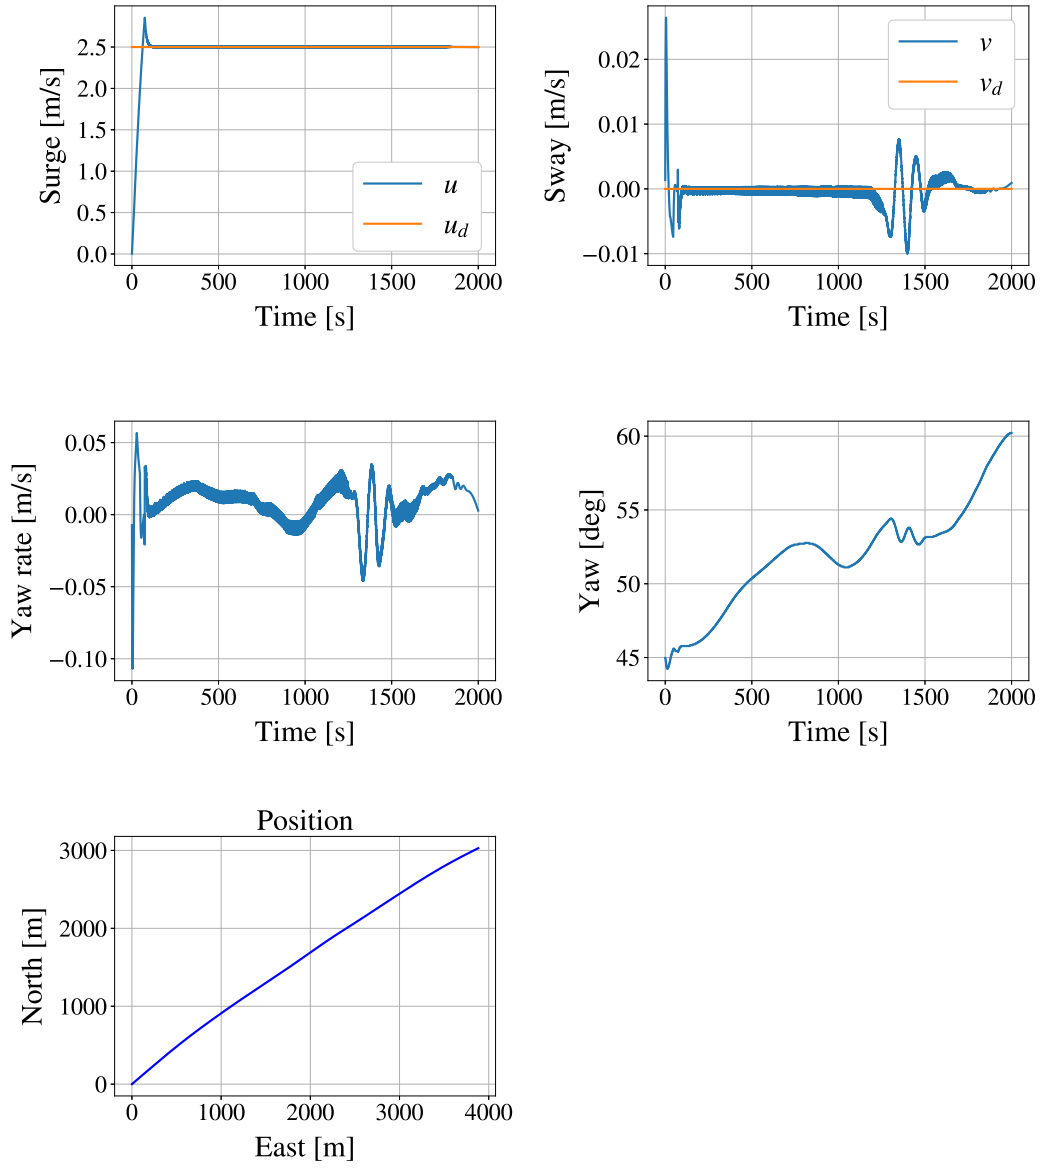 Surge [m/s]
2.5
2.0
1.5
1.0
0.5
0.0
u
u_d
0 500 1000 1500 2000
Time [s]
Sway [m/s]
0.02
0.01
0.00
−0.01
v
v_d
0 500 1000 1500 2000
Time [s]
Yaw rate [m/s]
0.05
0.00
−0.05
−0.10
0 500 1000 1500 2000
Time [s]
Yaw [deg]
60
55
50
45
0 500 1000 1500 2000
Time [s]
Position
North [m]
3000
2000
1000
0
0 1000 2000 3000 4000
East [m]